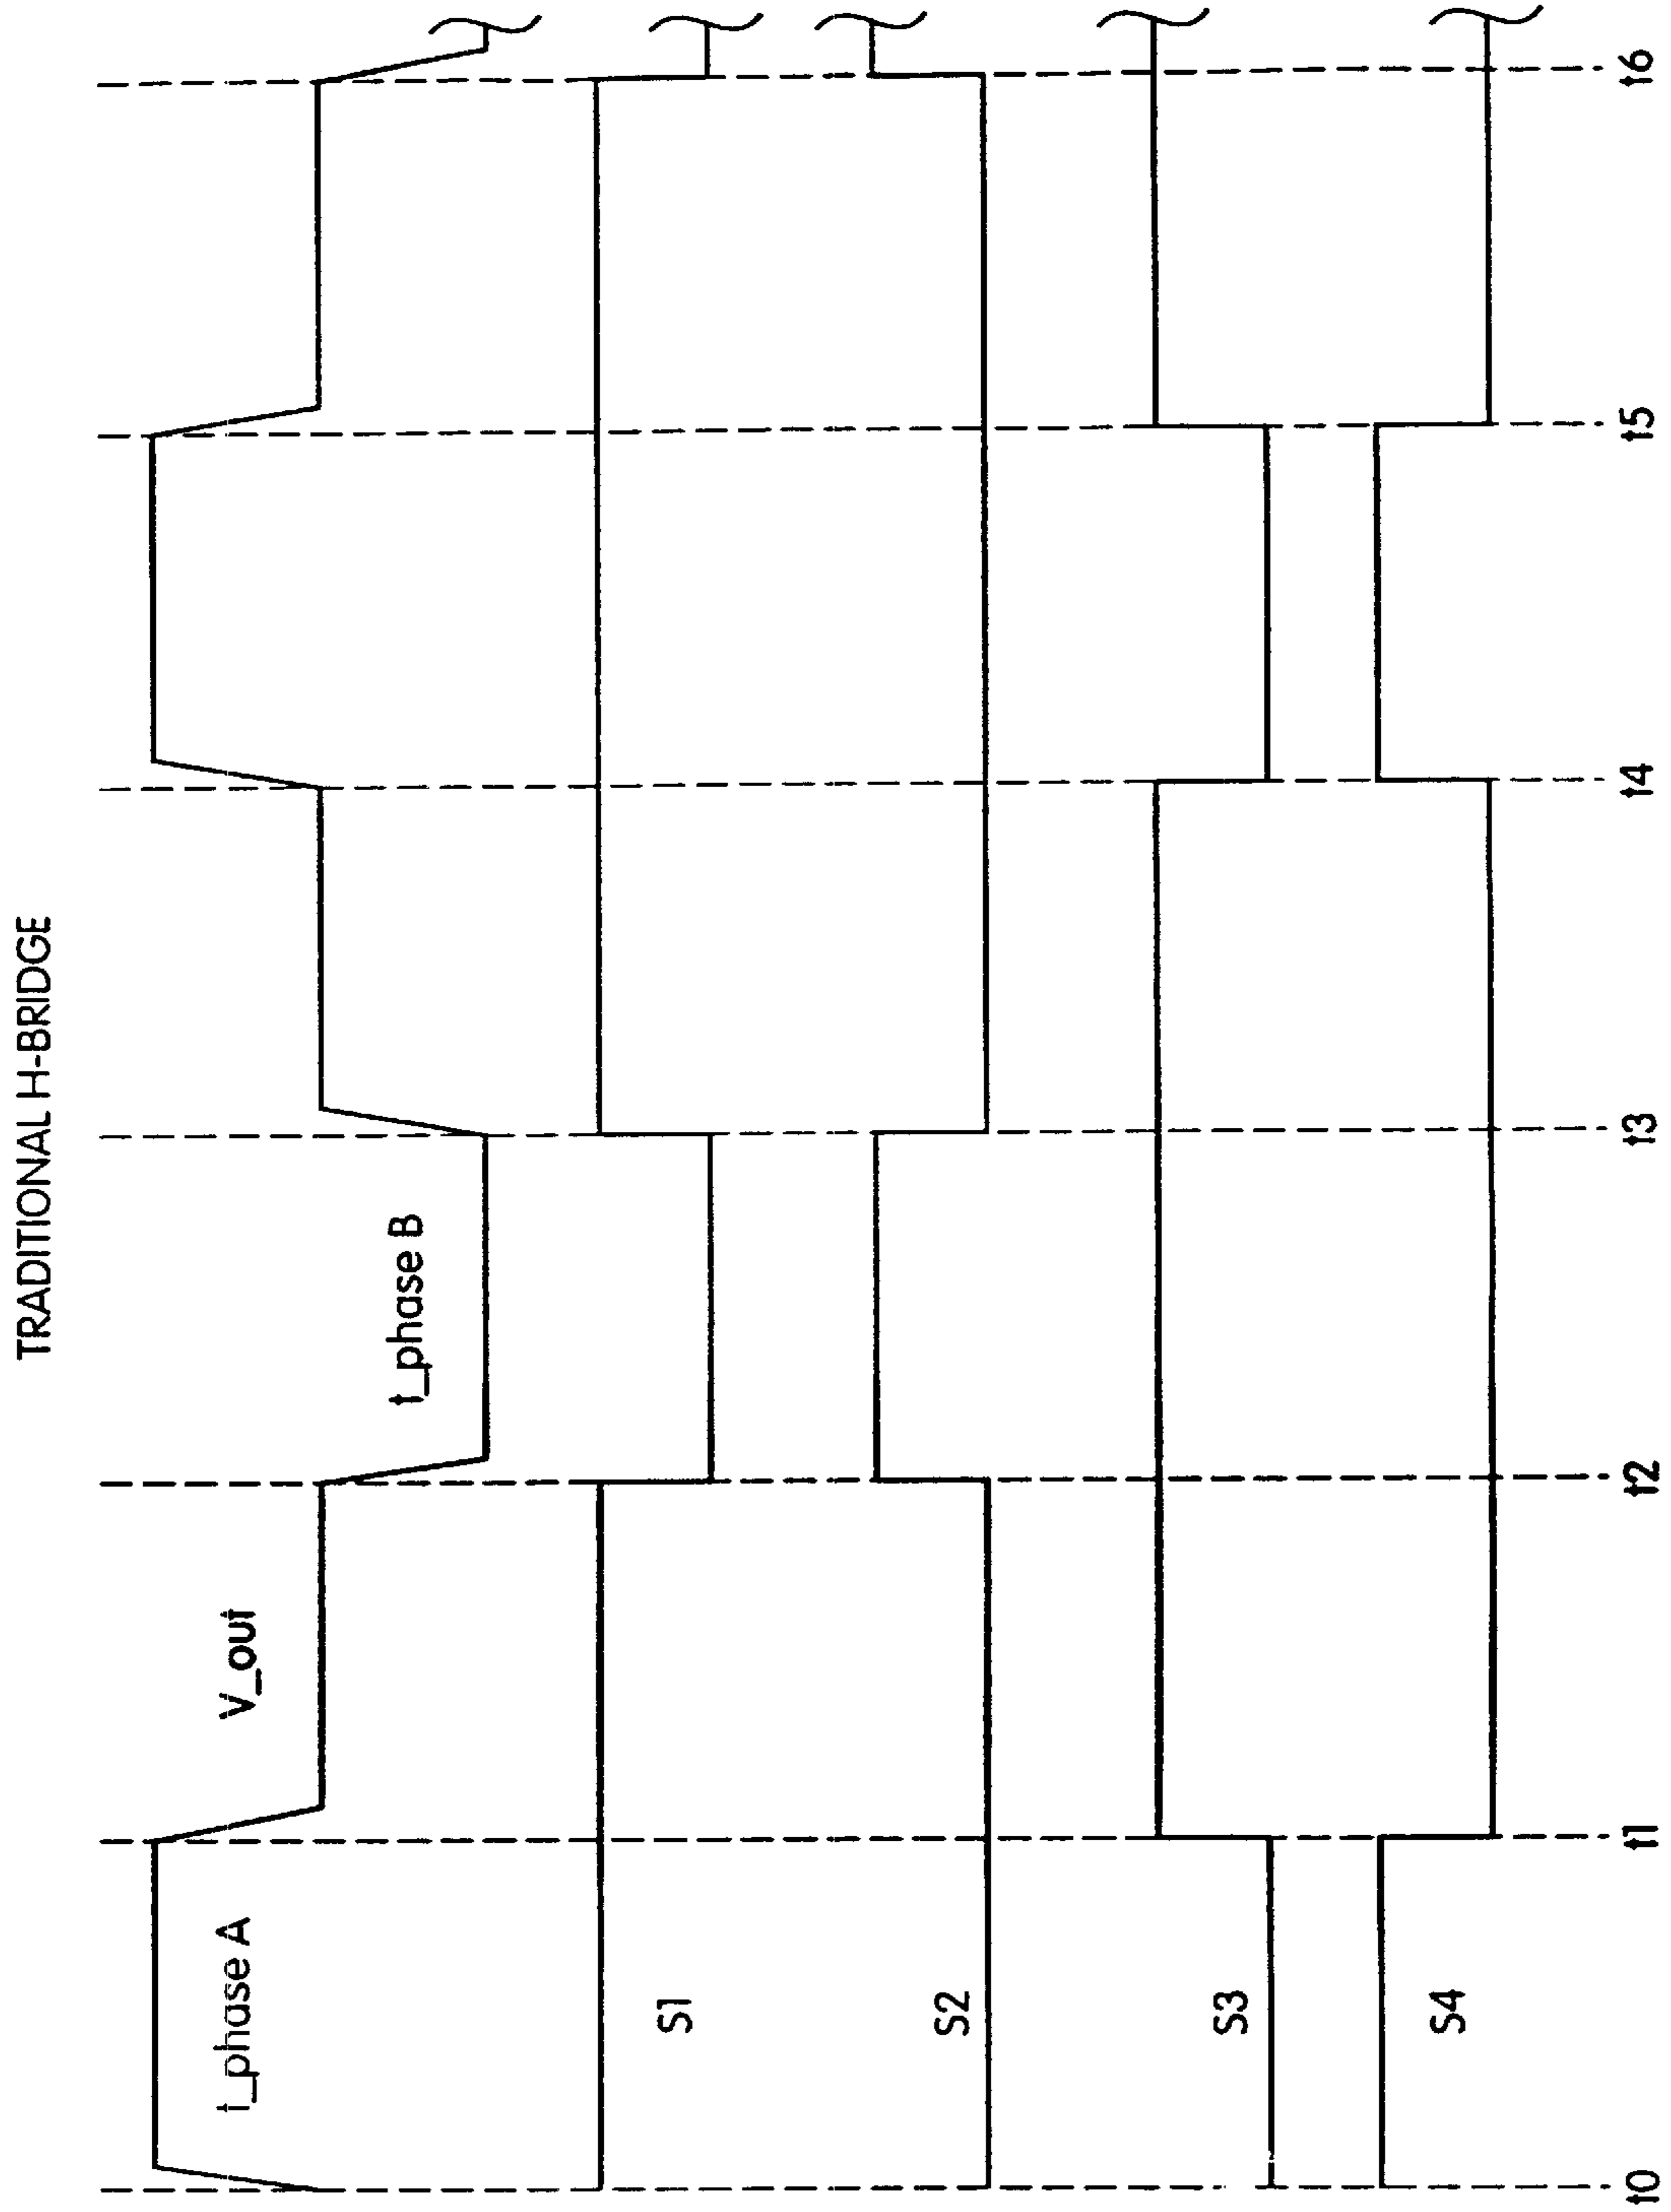 TRADITIONAL H-BRIDGE
t_phase A
V_out
t_phase B
S1
S2
S3
S4
t0
t1
t2
t3
t4
t5
t6